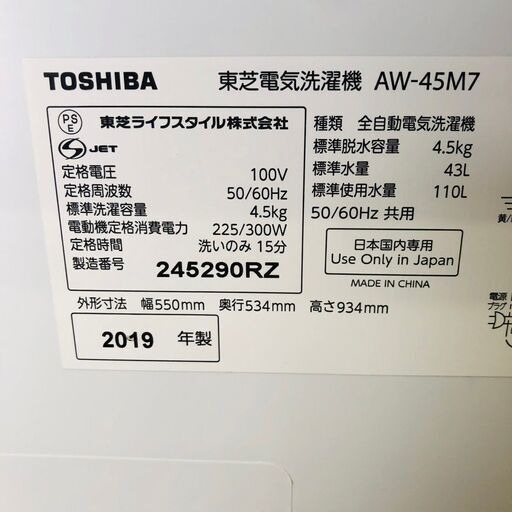 TOSHIBA 東芝電気洗濯機 AW-45M7
PS
E
東芝ライフスタイル株式会社
S JET
定格電圧 100V
定格周波数 50/60Hz
標準洗濯容量 4.5kg
電動機定格消費電力 225/300W
定格時間 洗いのみ 15分
製造番号 245290RZ
種類 全自動電気洗濯機
標準脱水容量 4.5kg
標準水量 43L
標準使用水量 110L
50/60Hz 共用
日本国内専用
Use Only in Japan
MADE IN CHINA
外形寸法 幅550mm 奥行534mm 高さ934mm
2019 年製
黄/
電源
プラグ